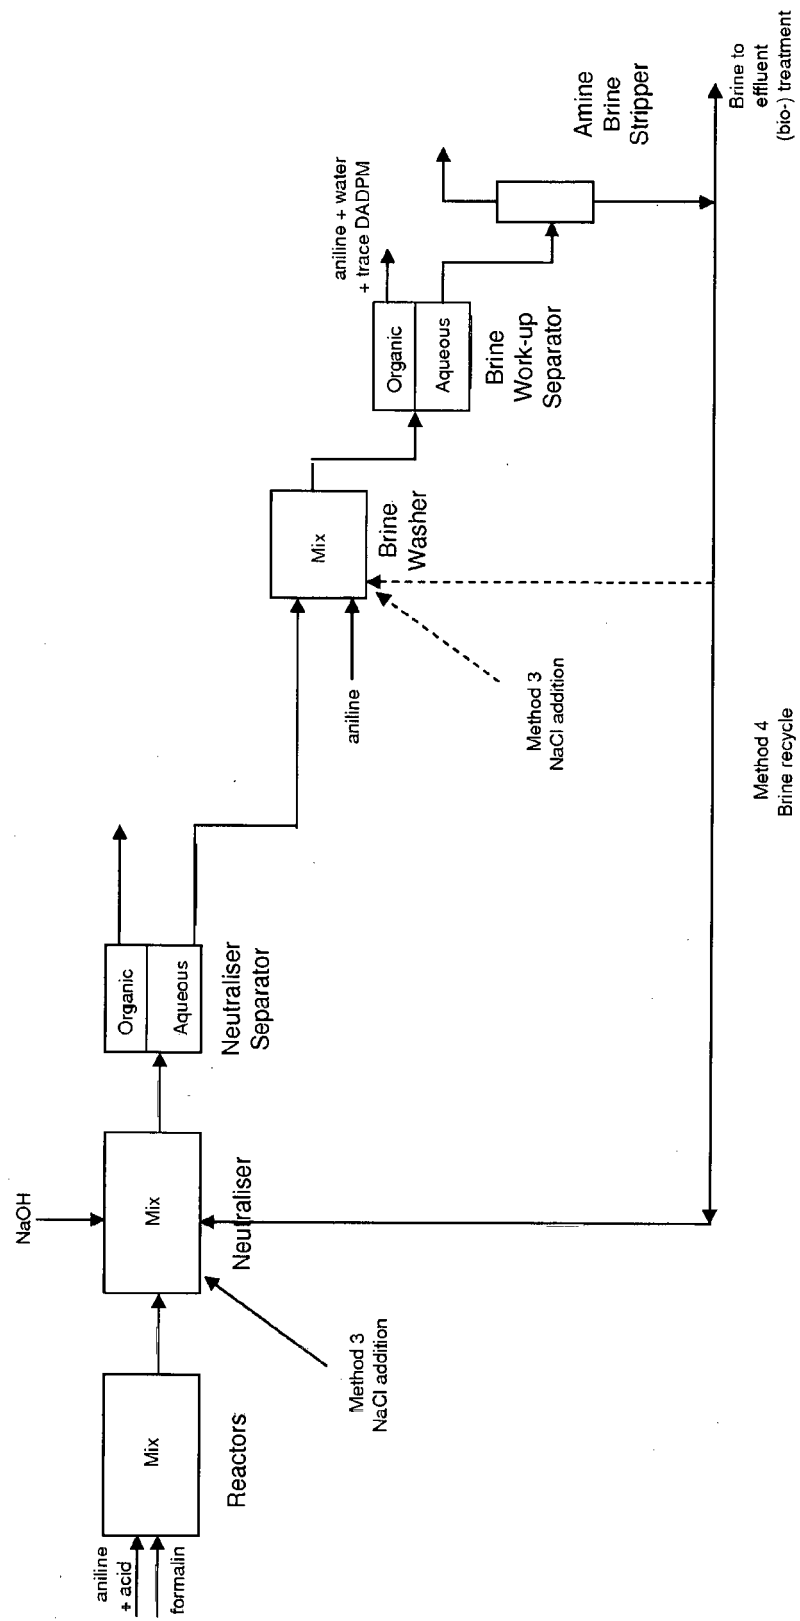 aniline
+ acid
formalin
Mix
Reactors
NaOH
Mix
Neutraliser
Method 3
NaCl addition
Organic
Aqueous
Neutraliser
Separator
aniline
Mix
Brine
Washer
Method 3
NaCl addition
aniline + water
+ trace DADPM
Organic
Aqueous
Brine
Work-up
Separator
Amine
Brine
Stripper
Brine to
effluent
(bio-) treatment
Method 4
Brine recycle